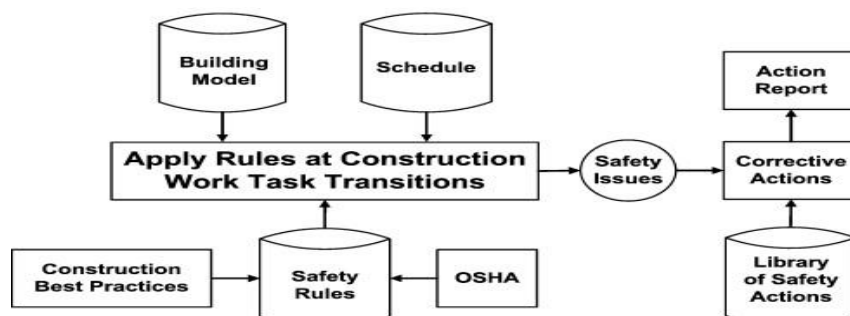 Building
Model
Schedule
Action
Report
Apply Rules at Construction
Work Task Transitions
Safety
Issues
Corrective
Actions
Construction
Best Practices
Safety
Rules
OSHA
Library
of Safety
Actions